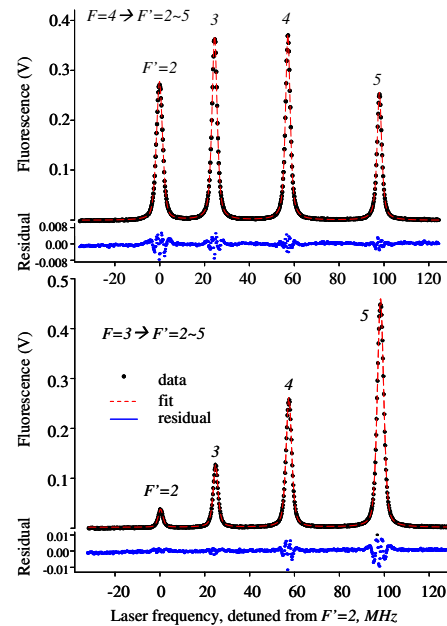 F=4→F'=2~5
0.4
0.3
0.2
0.1
Fluorescence (V)
F'=2
3
4
5
0.008
0.00
-0.008
Residual
-20 0 20 40 60 80 100 120
0.5
0.4
0.3
0.2
0.1
Fluorescence (V)
F=3→F'=2~5
data
fit
residual
F'=2
3
4
5
0.01
0.00
-0.01
Residual
-20 0 20 40 60 80 100 120
Laser frequency, detuned from F'=2, MHz